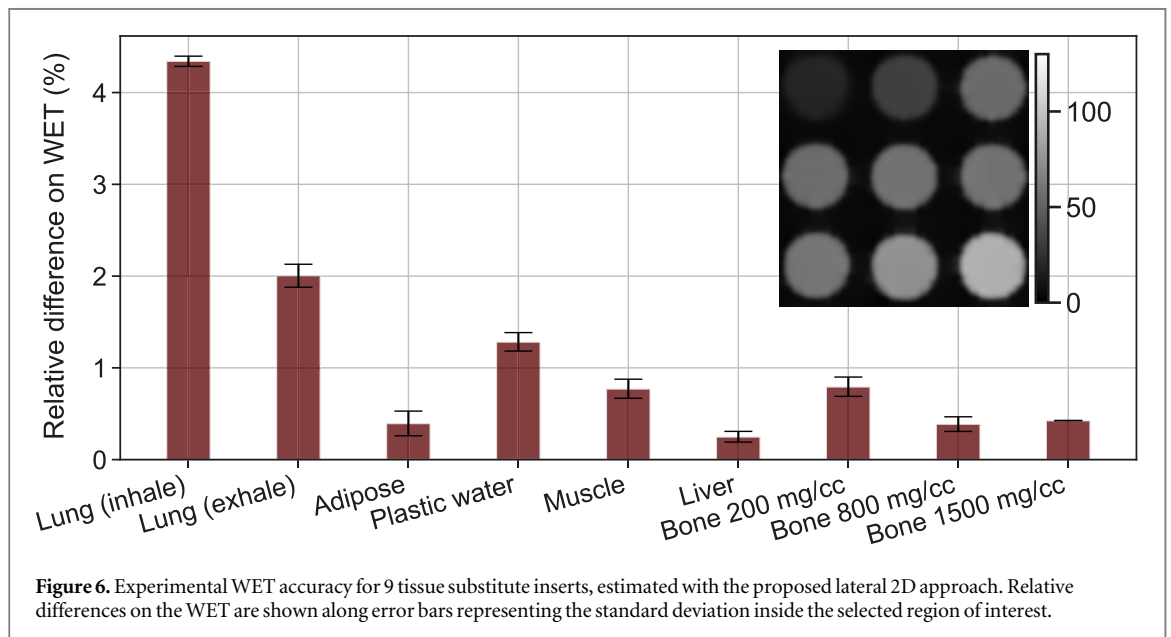 Relative difference on WET (%)
4
3
2
1
0
100
50
0
Lung (inhale)
Lung (exhale)
Adipose
Plastic water
Muscle
Liver
Bone 200 mg/cc
Bone 800 mg/cc
Bone 1500 mg/cc
Figure 6. Experimental WET accuracy for 9 tissue substitute inserts, estimated with the proposed lateral 2D approach. Relative
differences on the WET are shown along error bars representing the standard deviation inside the selected region of interest.